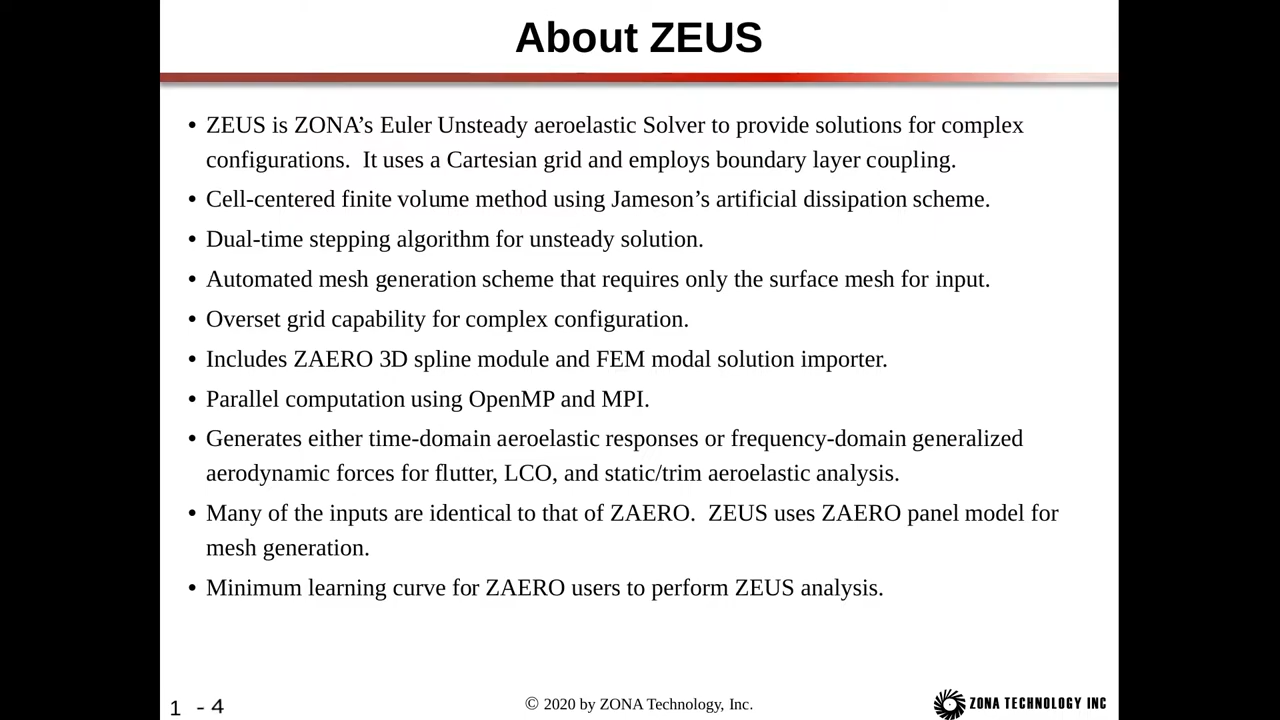 About ZEUS
• ZEUS is ZONA’s Euler Unsteady aeroelastic Solver to provide solutions for complex
configurations.  It uses a Cartesian grid and employs boundary layer coupling.
• Cell-centered finite volume method using Jameson’s artificial dissipation scheme.
• Dual-time stepping algorithm for unsteady solution.
• Automated mesh generation scheme that requires only the surface mesh for input.
• Overset grid capability for complex configuration.
• Includes ZAERO 3D spline module and FEM modal solution importer.
• Parallel computation using OpenMP and MPI.
• Generates either time-domain aeroelastic responses or frequency-domain generalized
aerodynamic forces for flutter, LCO, and static/trim aeroelastic analysis.
• Many of the inputs are identical to that of ZAERO.  ZEUS uses ZAERO panel model for
mesh generation.
• Minimum learning curve for ZAERO users to perform ZEUS analysis.
1 - 4
© 2020 by ZONA Technology, Inc.
ZONA TECHNOLOGY INC